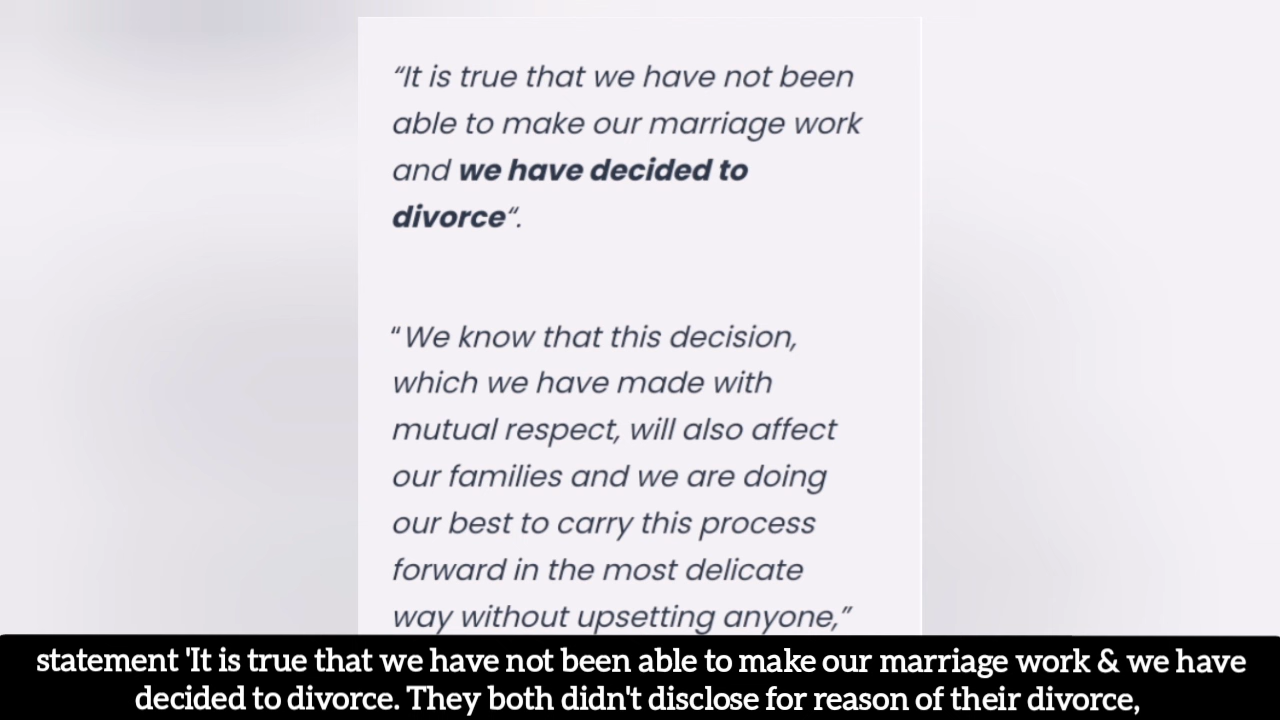 “It is true that we have not been
able to make our marriage work
and we have decided to
divorce“.
“We know that this decision,
which we have made with
mutual respect, will also affect
our families and we are doing
our best to carry this process
forward in the most delicate
way without upsetting anyone,”
statement 'It is true that we have not been able to make our marriage work & we have
decided to divorce. They both didn't disclose for reason of their divorce,